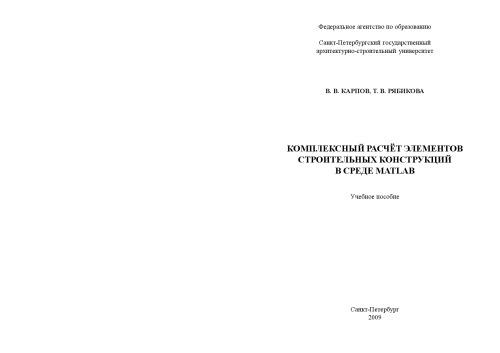 Федеральное агентство по образованию
Санкт-Петербургский государственный
архитектурно-строительный университет
В. В. КАРПОВ, Т. В. РЯБИКОВА
КОМПЛЕКСНЫЙ РАСЧЁТ ЭЛЕМЕНТОВ
СТРОИТЕЛЬНЫХ КОНСТРУКЦИЙ
В СРЕДЕ MATLAB
Учебное пособие
Санкт-Петербург
2009